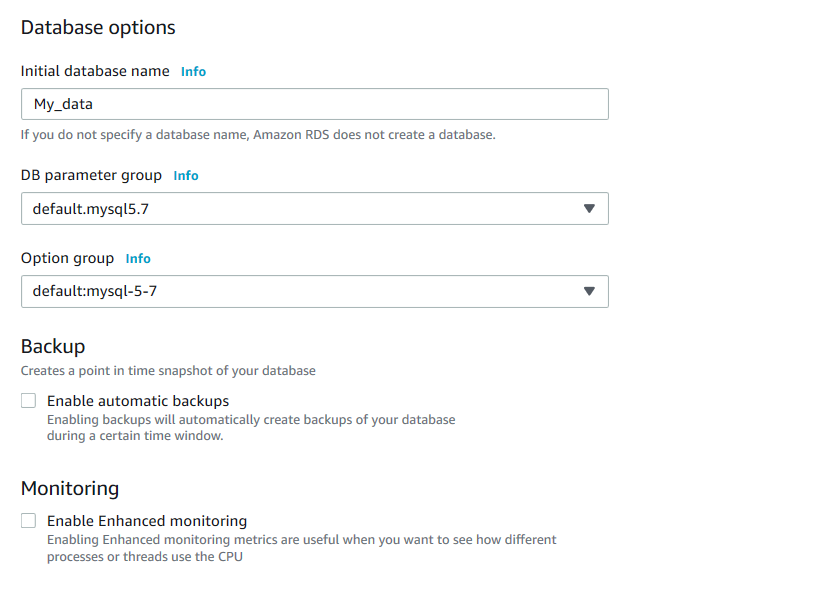 Database options
Initial database name Info
My_data
If you do not specify a database name, Amazon RDS does not create a database.
DB parameter group Info
default.mysql5.7
Option group Info
default:mysql-5-7
Backup
Creates a point in time snapshot of your database
Enable automatic backups
Enabling backups will automatically create backups of your database
during a certain time window.
Monitoring
Enable Enhanced monitoring
Enabling Enhanced monitoring metrics are useful when you want to see how different
processes or threads use the CPU